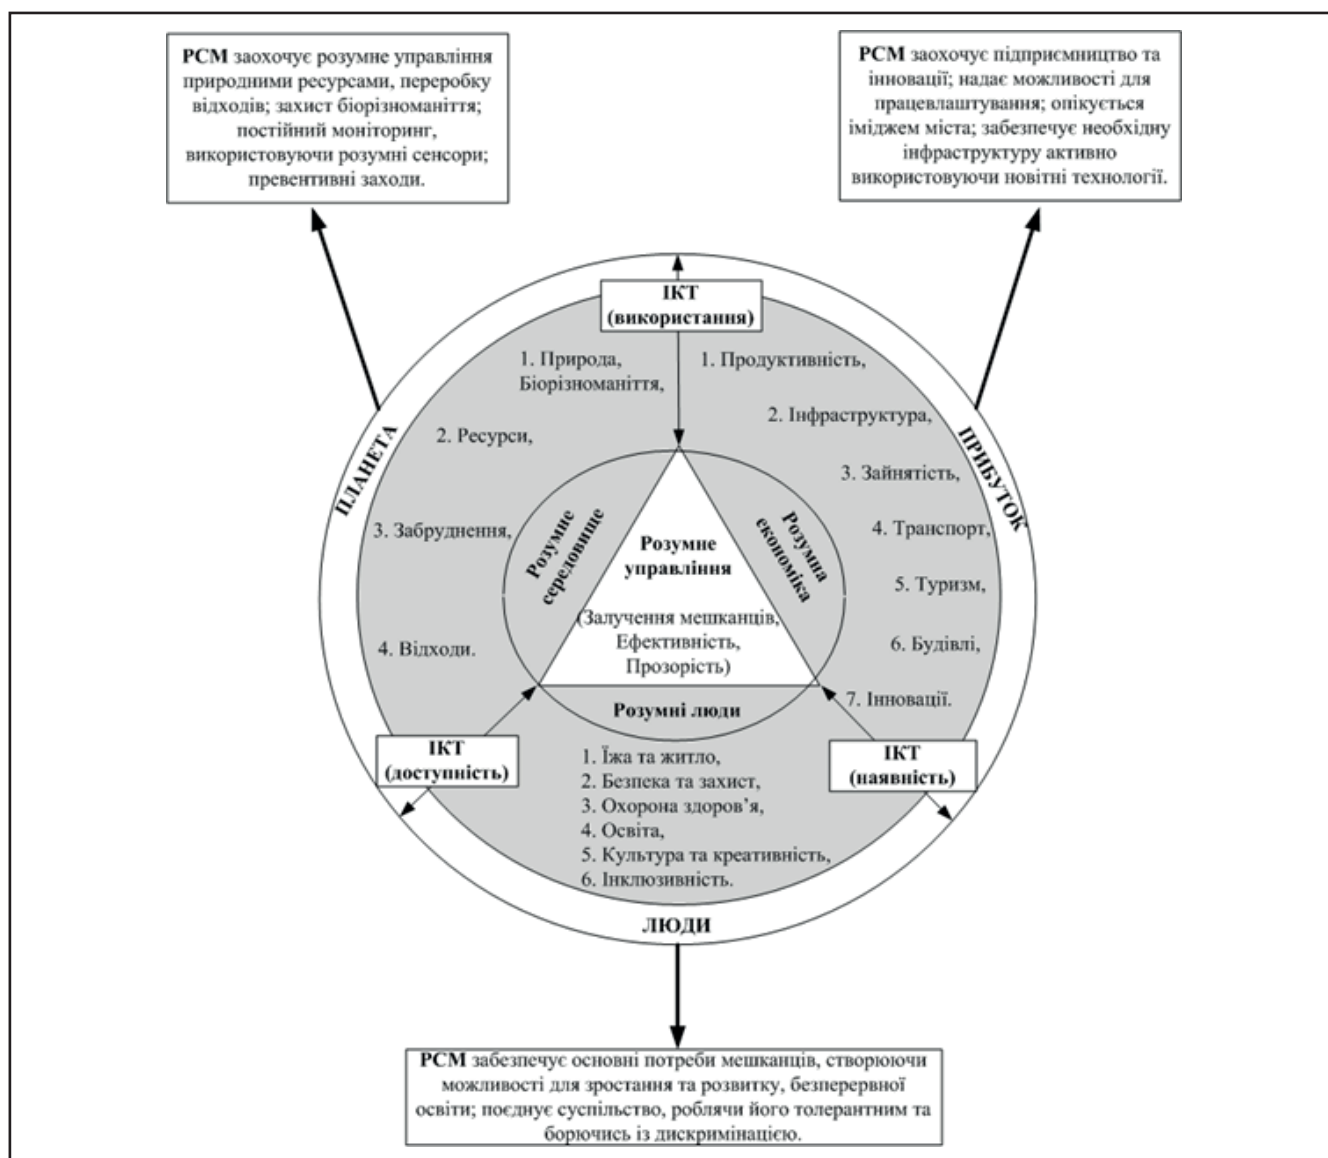 РСМ заохочує розумне управління
природними ресурсами, переробку
відходів; захист біорізноманіття;
постійний моніторинг,
використовуючи розумні сенсори;
превентивні заходи.
РСМ заохочує підприємництво та
інновації; надає можливості для
працевлаштування; опікується
іміджем міста; забезпечує необхідну
інфраструктуру активно
використовуючи новітні технології.
ІКТ
(використання)
1. Природа,
Біорізноманіття,
2. Ресурси,
3. Забруднення,
4. Відходи.
1. Продуктивність,
2. Інфраструктура,
3. Зайнятість,
4. Транспорт,
5. Туризм,
6. Будівлі,
7. Інновації.
ПЛАНЕТА
ПРИБУТОК
Розумне
середовище
Розумна
економіка
Розумне
управління
(Залучення мешканців,
Ефективність,
Прозорість)
Розумні люди
ІКТ
(доступність)
ІКТ
(наявність)
1. Їжа та житло,
2. Безпека та захист,
3. Охорона здоров’я,
4. Освіта,
5. Культура та креативність,
6. Інклюзивність.
ЛЮДИ
РСМ забезпечує основні потреби мешканців, створюючи
можливості для зростання та розвитку, безперервної
освіти; поєднує суспільство, роблячи його толерантним та
борючись із дискримінацією.